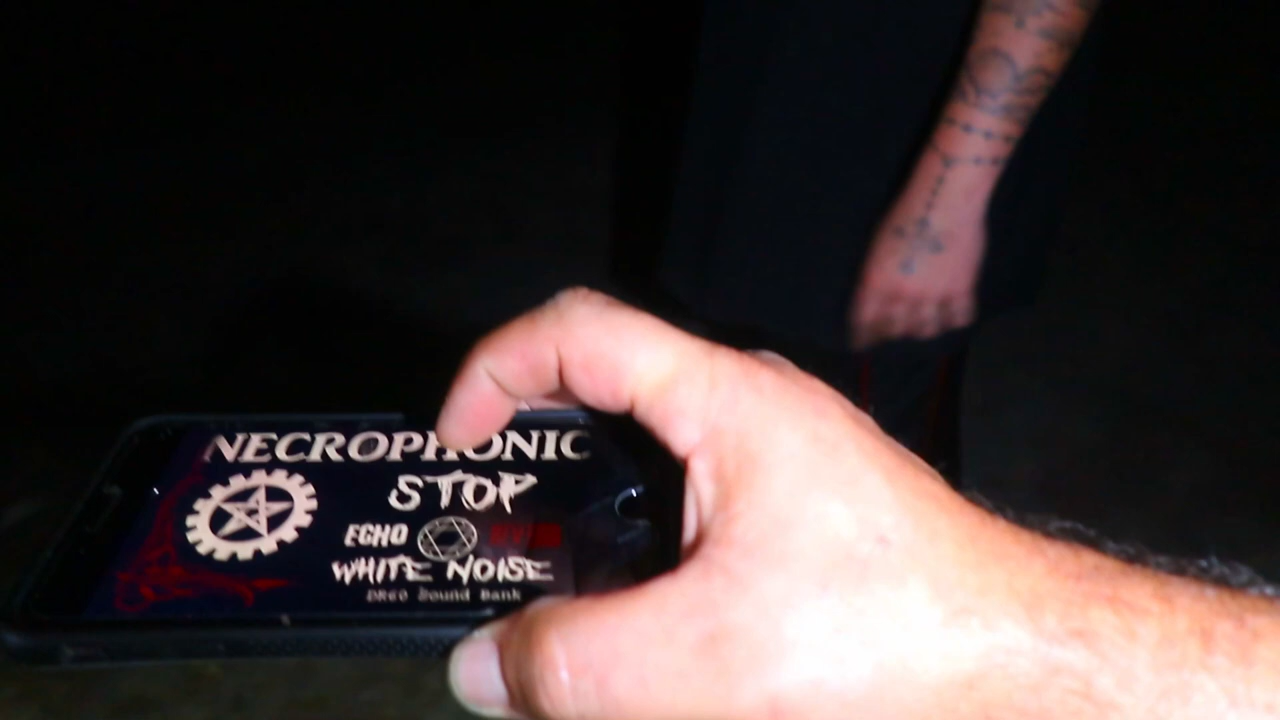 NECROPHONIC
STOP
ECHO
WHITE NOISE
DR60 Sound Bank